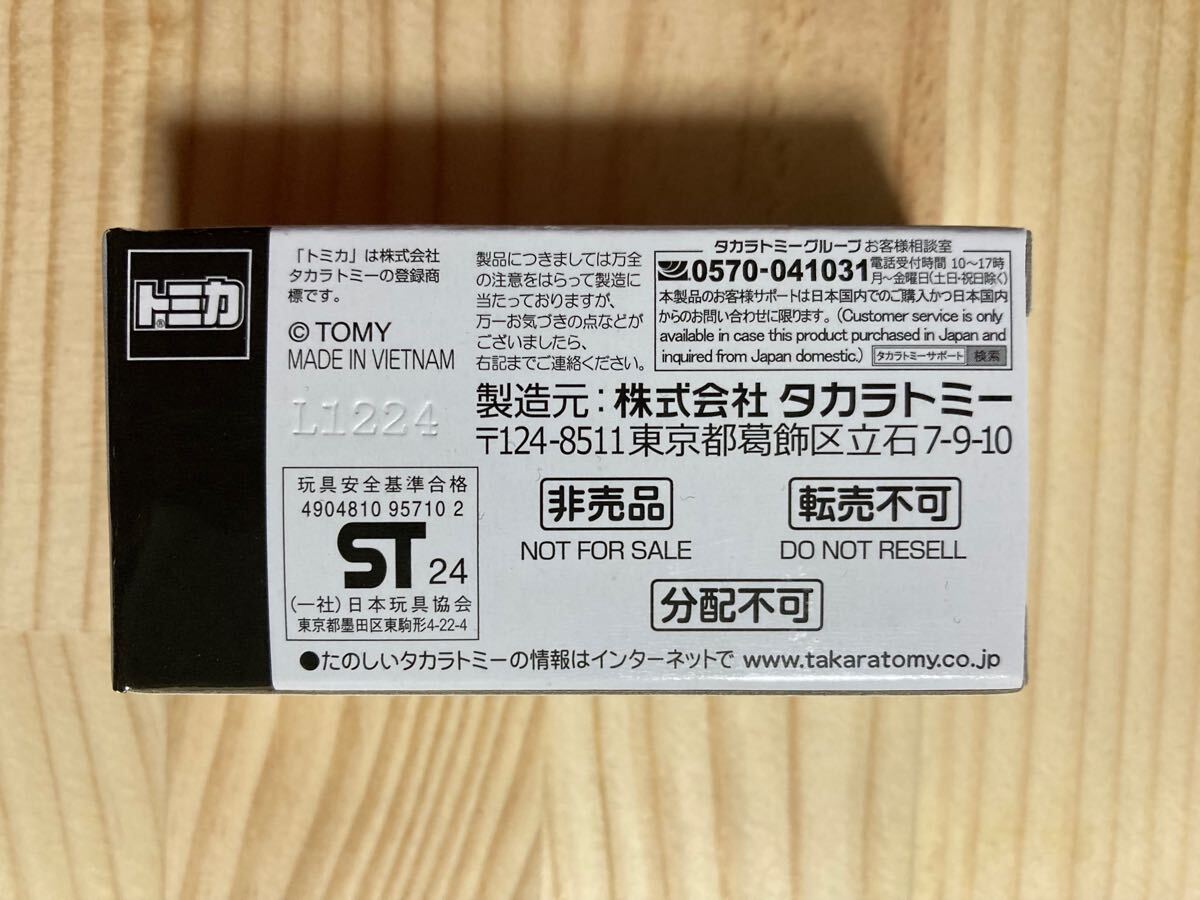 トミカ®
「トミカ」は株式会社
タカラトミーの登録商
標です。
© TOMY
MADE IN VIETNAM
L1224
玩具安全基準合格
4904810 95710 2
ST 24
(一社)日本玩具協会
東京都墨田区東駒形4-22-4
製品につきましては万全
の注意をはらって製造に
当たっておりますが、
万一お気づきの点などが
ございましたら、
右記までご連絡ください。
タカラトミーグループ お客様相談室
0570-041031 電話受付時間 10〜17時
月〜金曜日(土日・祝日除く)
本製品のお客様サポートは日本国内でのご購入かつ日本国内
からのお問い合わせに限ります。(Customer service is only
available in case this product purchased in Japan and
inquired from Japan domestic.) タカラトミーサポート 検索
製造元:株式会社 タカラトミー
〒124-8511 東京都葛飾区立石 7-9-10
非売品
NOT FOR SALE
転売不可
DO NOT RESELL
分配不可
●たのしいタカラトミーの情報はインターネットで www.takaratomy.co.jp